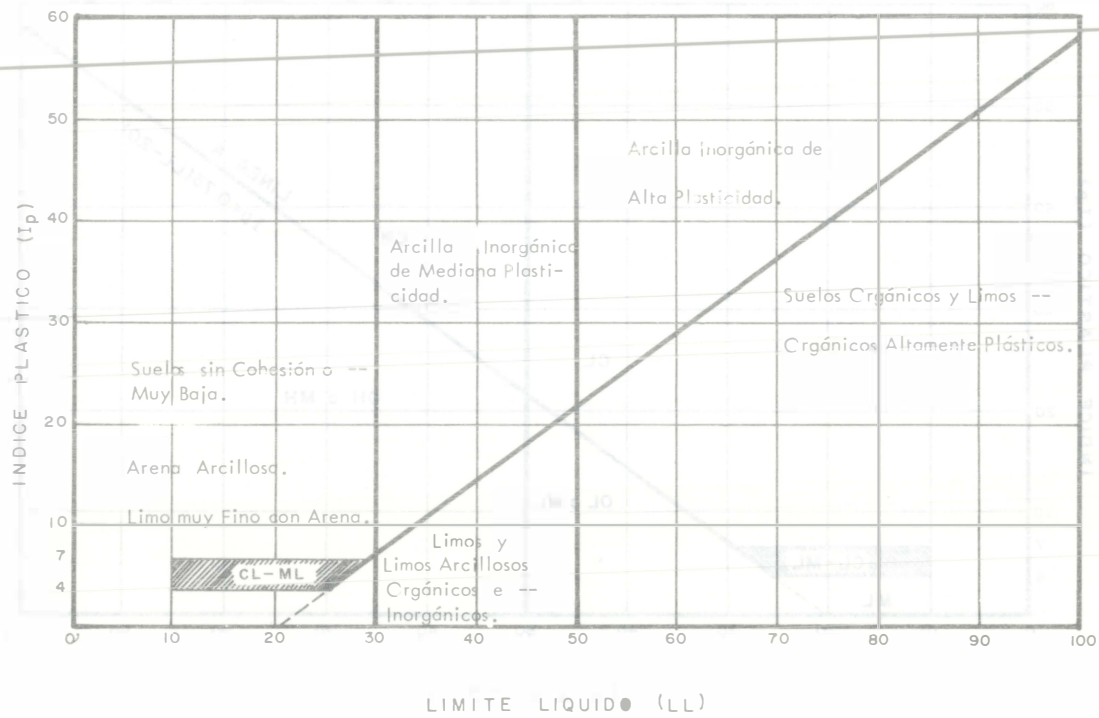 60
50
40
30
20
10
7
4
INDICE PLASTICO (Ip)
Arcilla Inorgánica de
Alta Plasticidad.
Arcilla Inorgánica
de Mediana Plasti-
cidad.
Suelos Crgánicos y Limos --
Crgánicos Altamente Plásticos.
Suelos sin Cohesión o --
Muy Baja.
Arena Arcillosa.
Limo muy Fino con Arena.
Limos y
Limos Arcillosos
Crgánicos e --
Inorgánicos.
CL-ML
0 10 20 30 40 50 60 70 80 90 100
LIMITE LIQUIDO (LL)